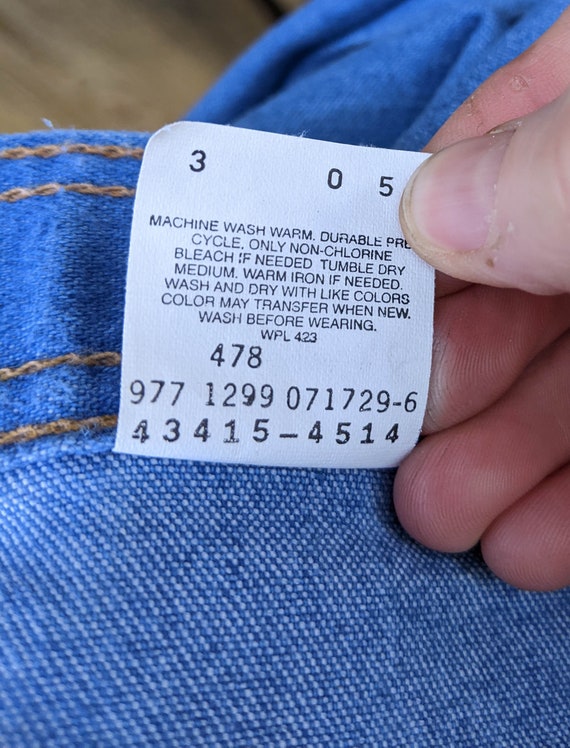 3 0 5
MACHINE WASH WARM. DURABLE PRE
CYCLE, ONLY NON-CHLORINE
BLEACH IF NEEDED. TUMBLE DRY
MEDIUM. WARM IRON IF NEEDED.
WASH AND DRY WITH LIKE COLORS
COLOR MAY TRANSFER WHEN NEW.
WASH BEFORE WEARING.
WPL 423
478
977 1299 071729-6
43415-4514